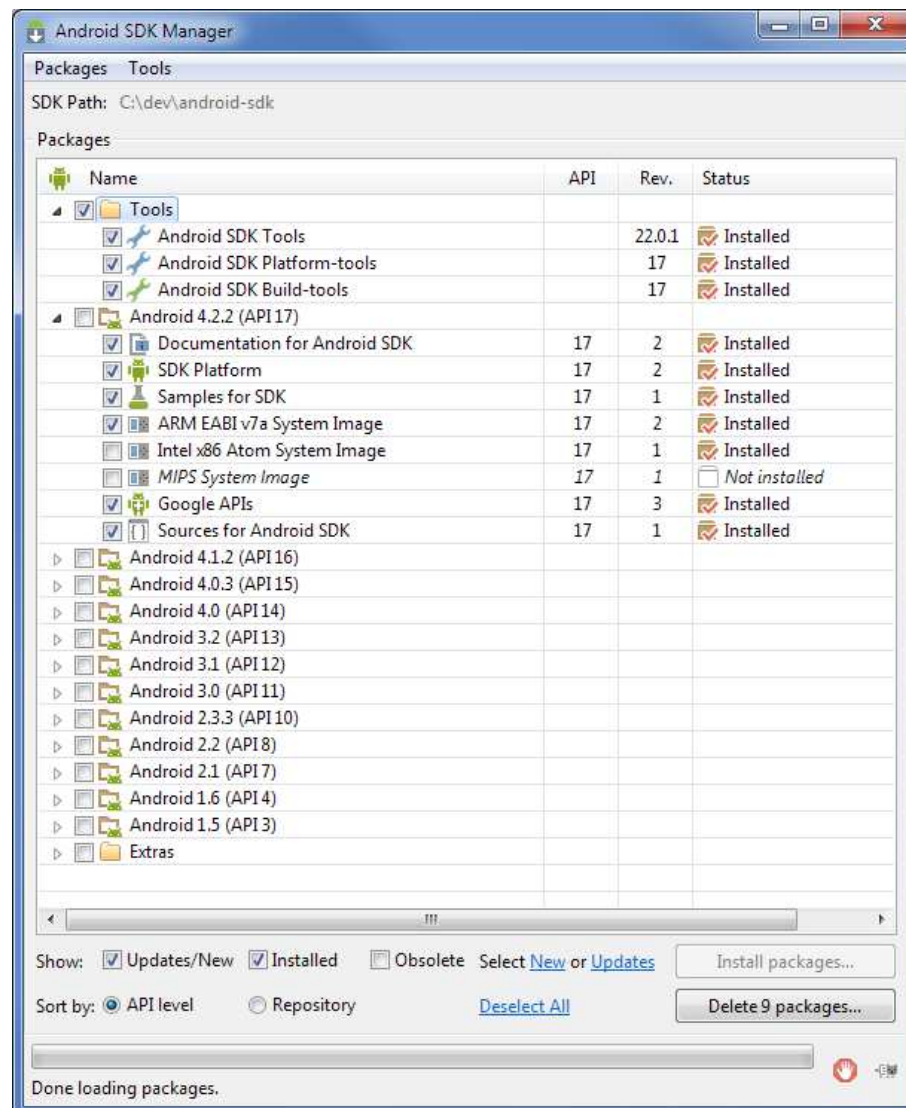 Android SDK Manager
Packages Tools
SDK Path: C:\dev\android-sdk
Packages
Name API Rev. Status
Tools
Android SDK Tools 22.0.1 Installed
Android SDK Platform-tools 17 Installed
Android SDK Build-tools 17 Installed
Android 4.2.2 (API 17)
Documentation for Android SDK 17 2 Installed
SDK Platform 17 2 Installed
Samples for SDK 17 1 Installed
ARM EABI v7a System Image 17 2 Installed
Intel x86 Atom System Image 17 1 Installed
MIPS System Image 17 1 Not installed
Google APIs 17 3 Installed
Sources for Android SDK 17 1 Installed
Android 4.1.2 (API 16)
Android 4.0.3 (API 15)
Android 4.0 (API 14)
Android 3.2 (API 13)
Android 3.1 (API 12)
Android 3.0 (API 11)
Android 2.3.3 (API 10)
Android 2.2 (API 8)
Android 2.1 (API 7)
Android 1.6 (API 4)
Android 1.5 (API 3)
Extras
Show: Updates/New Installed Obsolete Select New or Updates Install packages...
Sort by: API level Repository Deselect All Delete 9 packages...
Done loading packages.